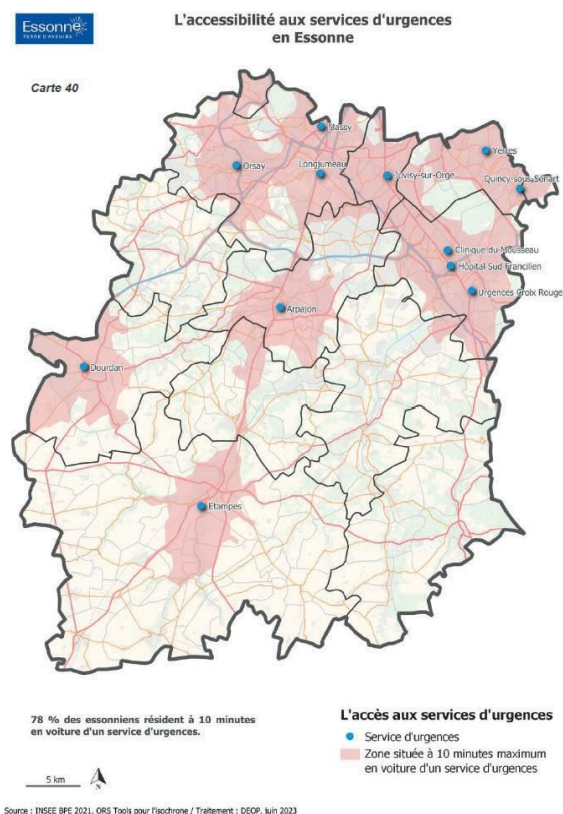 Essonne
TERRE D'AVENIRS
L'accessibilité aux services d'urgences
en Essonne
Carte 40
Massy
Yerres
Orsay
Longjumeau
Juvisy-sur-Orge
Quincy-sous-Sénart
Clinique du Mousseau
Hôpital Sud Francilien
Urgences Croix Rouge
Arpajon
Dourdan
Etampes
78 % des essonniens résident à 10 minutes
en voiture d'un service d'urgences.
L'accès aux services d'urgences
Service d'urgences
Zone située à 10 minutes maximum
en voiture d'un service d'urgences
5 km
N
Source : INSEE BPE 2021, ORS Tools pour l'isochrone / Traitement : DEOP, juin 2023